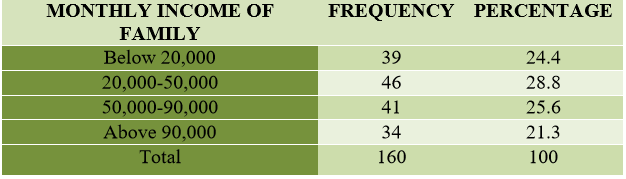 MONTHLY INCOME OF FAMILY FREQUENCY PERCENTAGE
Below 20,000 39 24.4
20,000-50,000 46 28.8
50,000-90,000 41 25.6
Above 90,000 34 21.3
Total 160 100